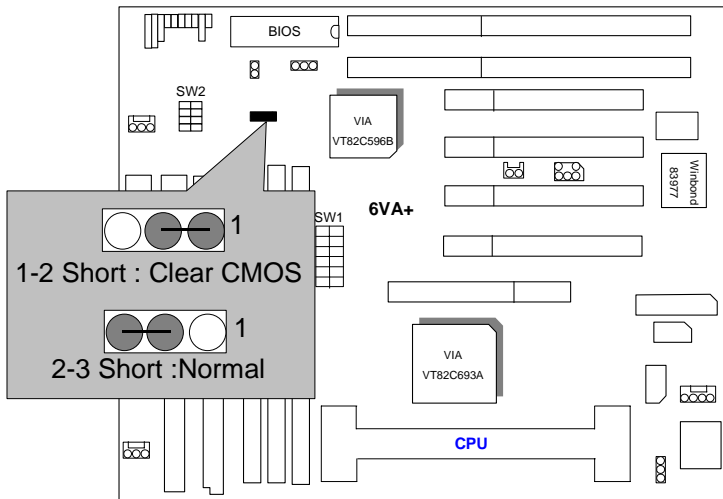 BIOS
SW2
VIA
VT82C596B
Winbond
83977
6VA+
SW1
1
1-2 Short : Clear CMOS
1
2-3 Short :Normal
VIA
VT82C693A
CPU